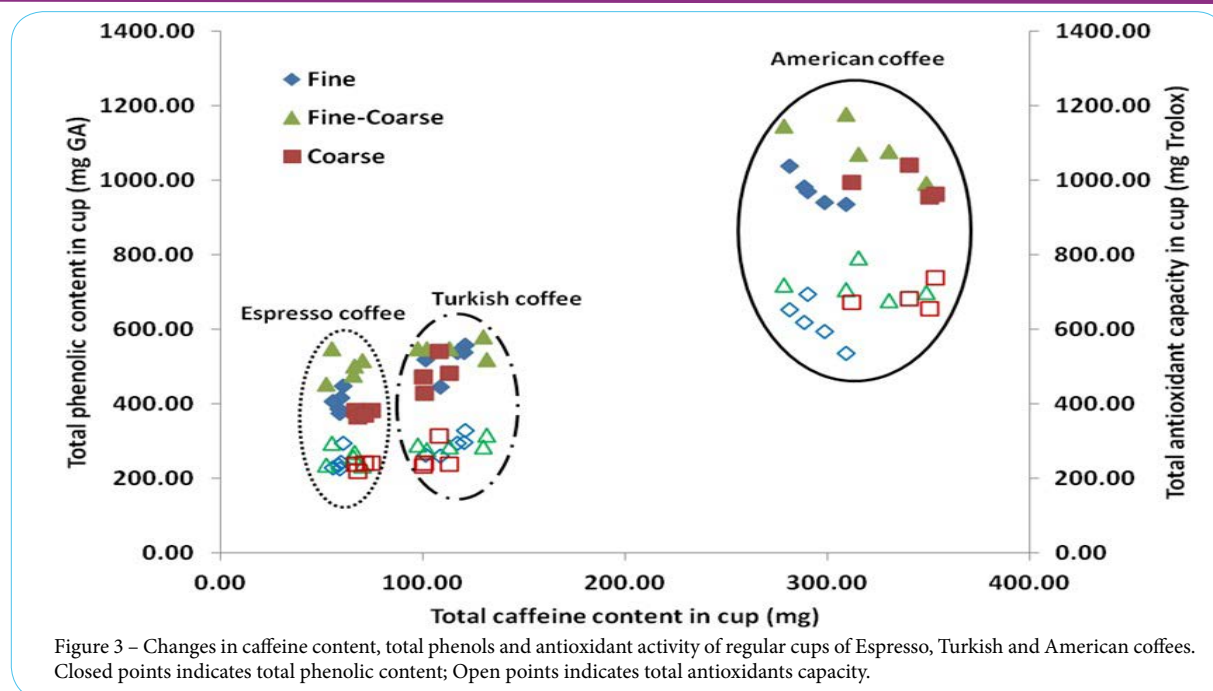 1400.00
1200.00
1000.00
800.00
600.00
400.00
200.00
0.00
Total phenolic content in cup (mg GA)
Fine
Fine-Coarse
Coarse
Espresso coffee
Turkish coffee
American coffee
1400.00
1200.00
1000.00
800.00
600.00
400.00
200.00
0.00
Total antioxidant capacity in cup (mg Trolox)
0.00 100.00 200.00 300.00 400.00
Total caffeine content in cup (mg)
Figure 3 – Changes in caffeine content, total phenols and antioxidant activity of regular cups of Espresso, Turkish and American coffees.
Closed points indicates total phenolic content; Open points indicates total antioxidants capacity.